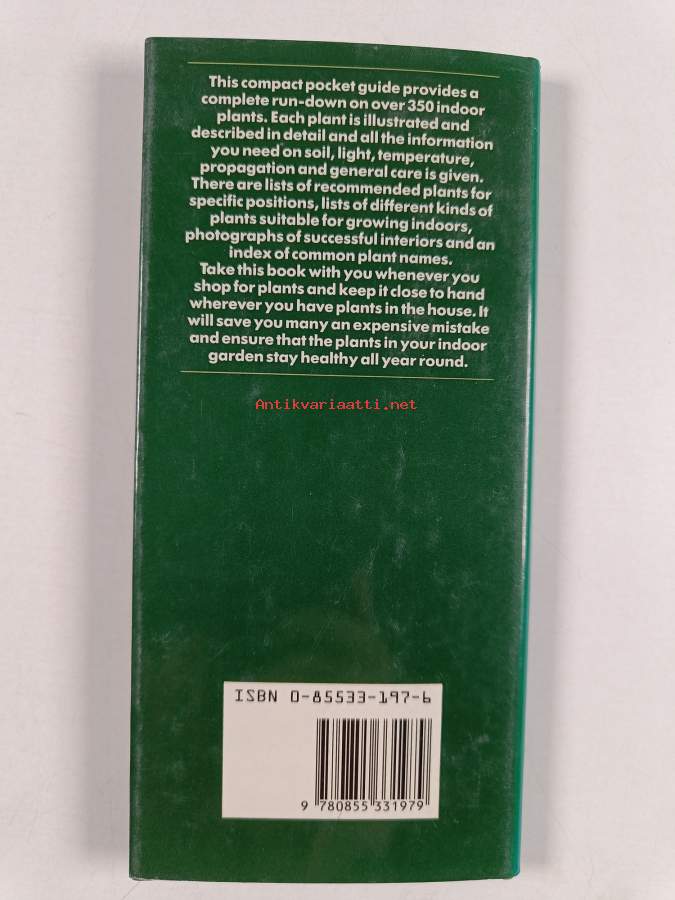 This compact pocket guide provides a
complete run-down on over 350 indoor
plants. Each plant is illustrated and
described in detail and all the information
you need on soil, light, temperature,
propagation and general care is given.
There are lists of recommended plants for
specific positions, lists of different kinds of
plants suitable for growing indoors,
photographs of successful interiors and an
index of common plant names.
Take this book with you whenever you
shop for plants and keep it close to hand
wherever you have plants in the house. It
will save you many an expensive mistake
and ensure that the plants in your indoor
garden stay healthy all year round.
Antikvariaatti.net
ISBN 0-85533-197-6
9 780855 331979